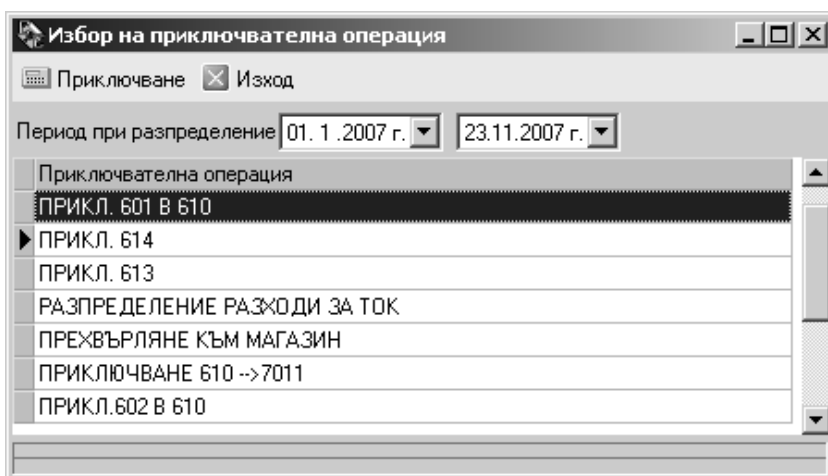 Избор на приключвателна операция
Приключване Изход
Период при разпределение 01. 1 .2007 г. 23.11.2007 г.
Приключвателна операция
ПРИКЛ. 601 В 610
ПРИКЛ. 614
ПРИКЛ. 613
РАЗПРЕДЕЛЕНИЕ РАЗХОДИ ЗА ТОК
ПРЕХВЪРЛЯНЕ КЪМ МАГАЗИН
ПРИКЛЮЧВАНЕ 610 -->7011
ПРИКЛ.602 В 610